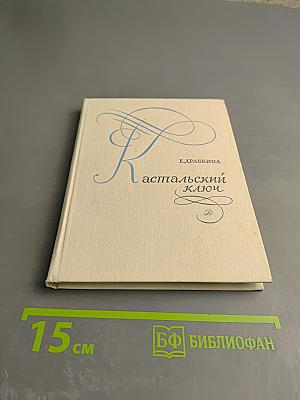 Е. ДРАБКИНА
Кастальский
ключ
15 см
БФ БИБЛИОФАН